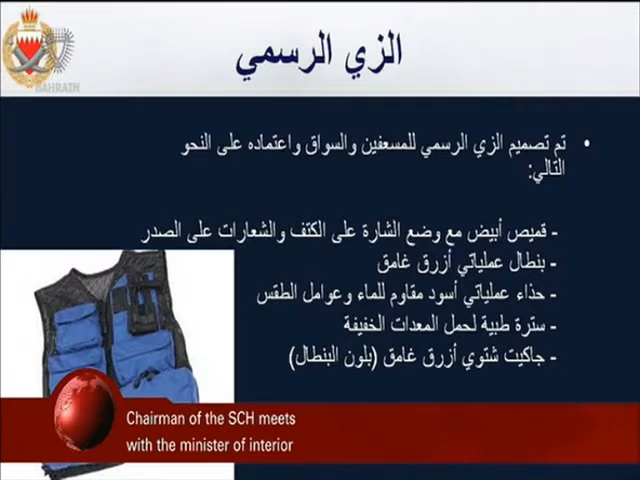 الزي الرسمي
BAHRAIN
• تم تصميم الزي الرسمي للمسعفين والسواق واعتماده على النحو
التالي:
- قميص أبيض مع وضع الشارة على الكتف والشعارات على الصدر
- بنطال عملياتي أزرق غامق
- حذاء عملياتي أسود مقاوم للماء وعوامل الطقس
- سترة طبية لحمل المعدات الخفيفة
- جاكيت شتوي أزرق غامق (بلون البنطال)
Chairman of the SCH meets
with the minister of interior